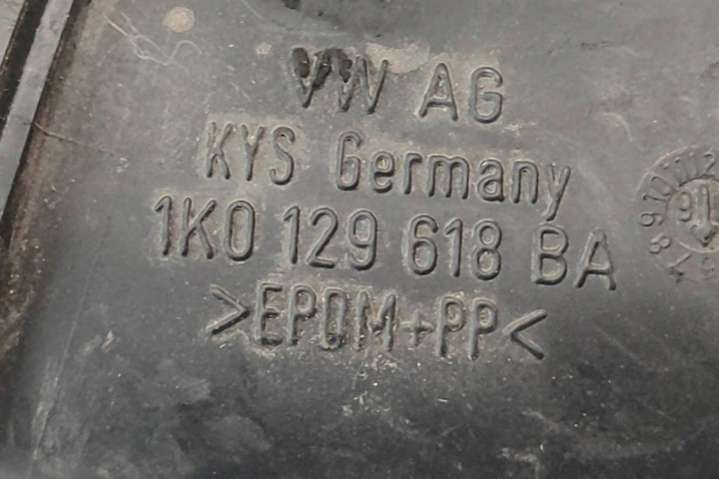 VW AG
KYS Germany
1K0 129 618 BA
>EPDM+PP<